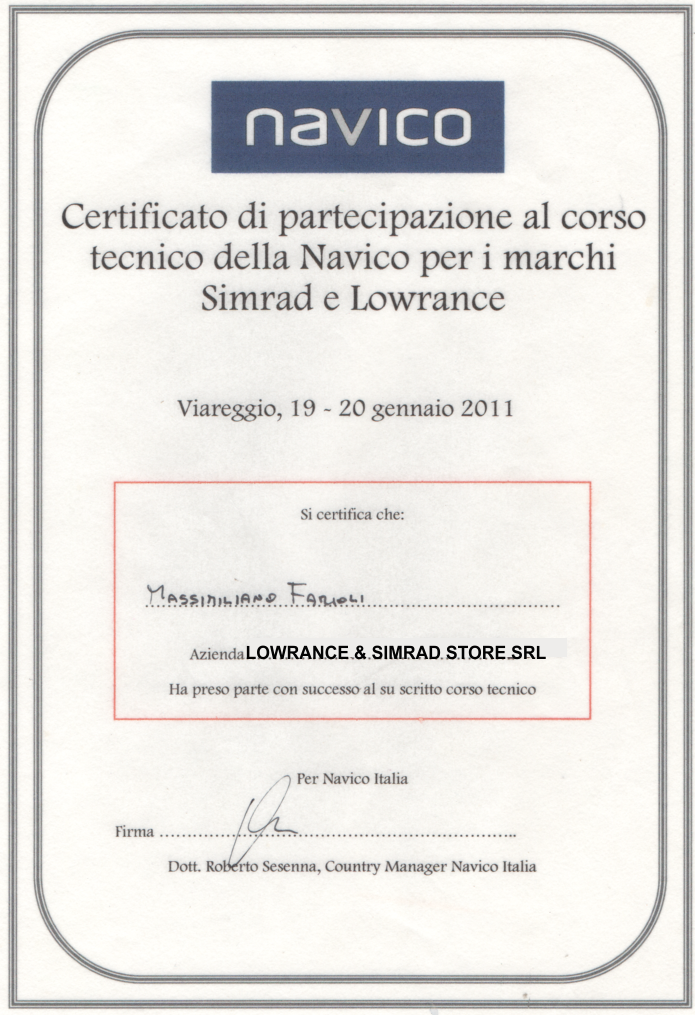 navico
Certificato di partecipazione al corso
tecnico della Navico per i marchi
Simrad e Lowrance
Viareggio, 19 - 20 gennaio 2011
Si certifica che:
Massimiliano Farioli
Azienda LOWRANCE & SIMRAD STORE SRL
Ha preso parte con successo al su scritto corso tecnico
Per Navico Italia
Firma
Dott. Roberto Sesenna, Country Manager Navico Italia